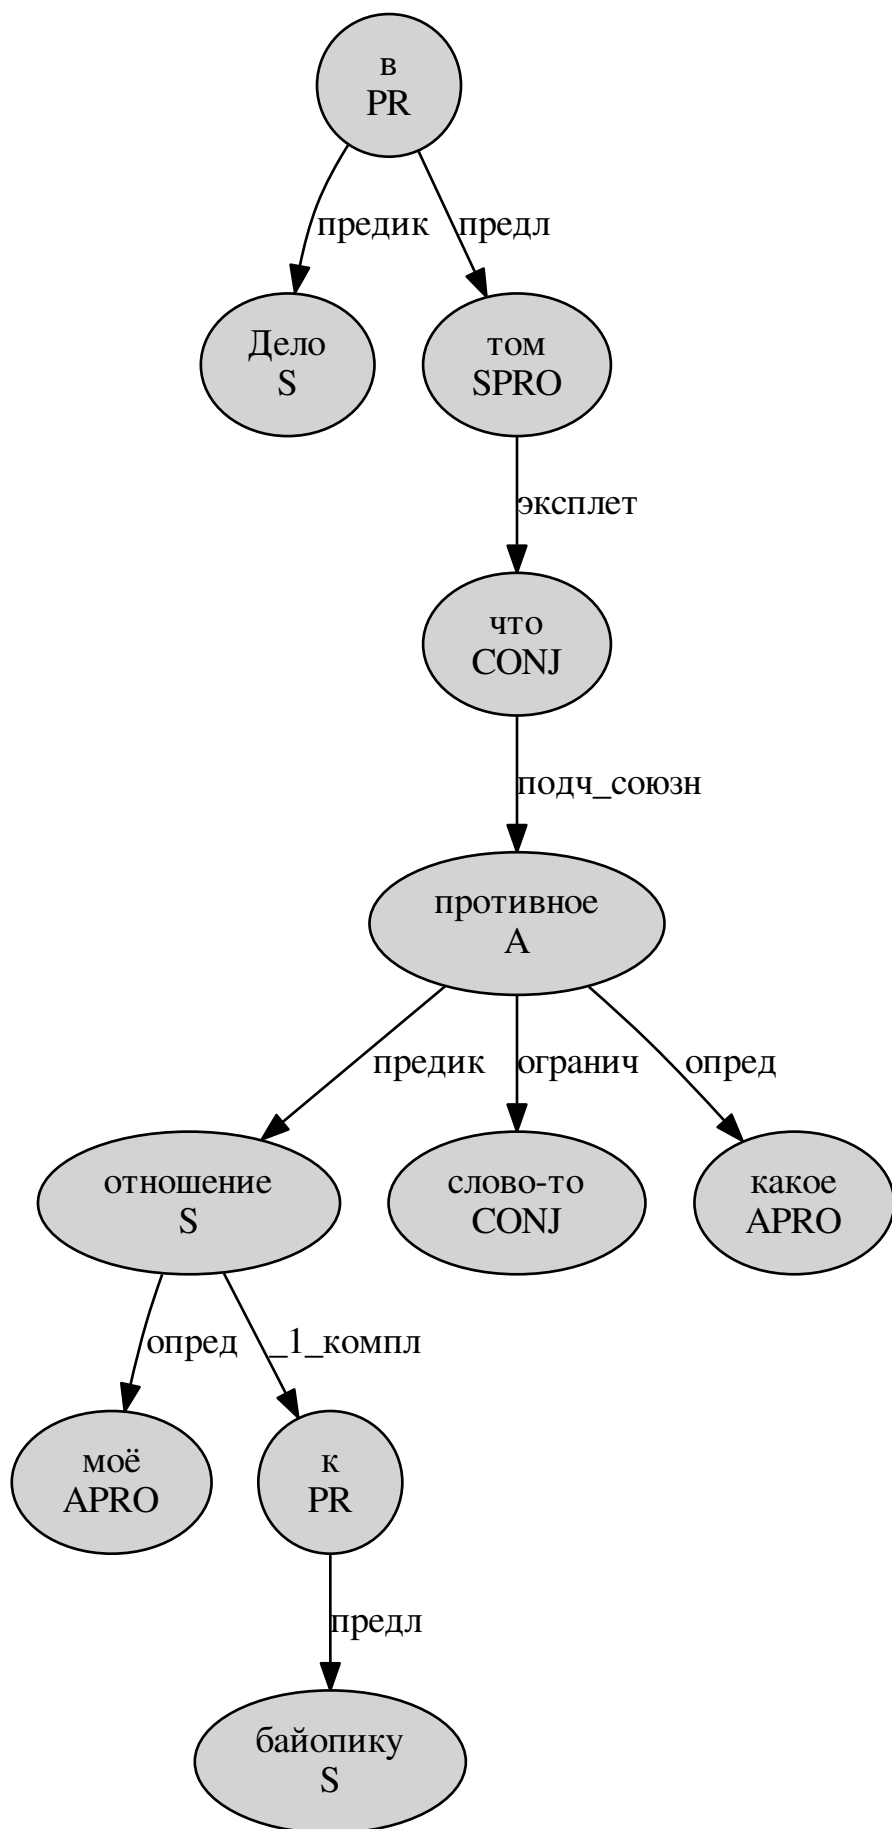 в
PR
предик
предл
Дело
S
том
SPRO
эксплет
что
CONJ
подч_союзн
противное
A
предик
огранич
опред
отношение
S
слово-то
CONJ
какое
APRO
опред
_1_компл
моё
APRO
к
PR
предл
байопику
S